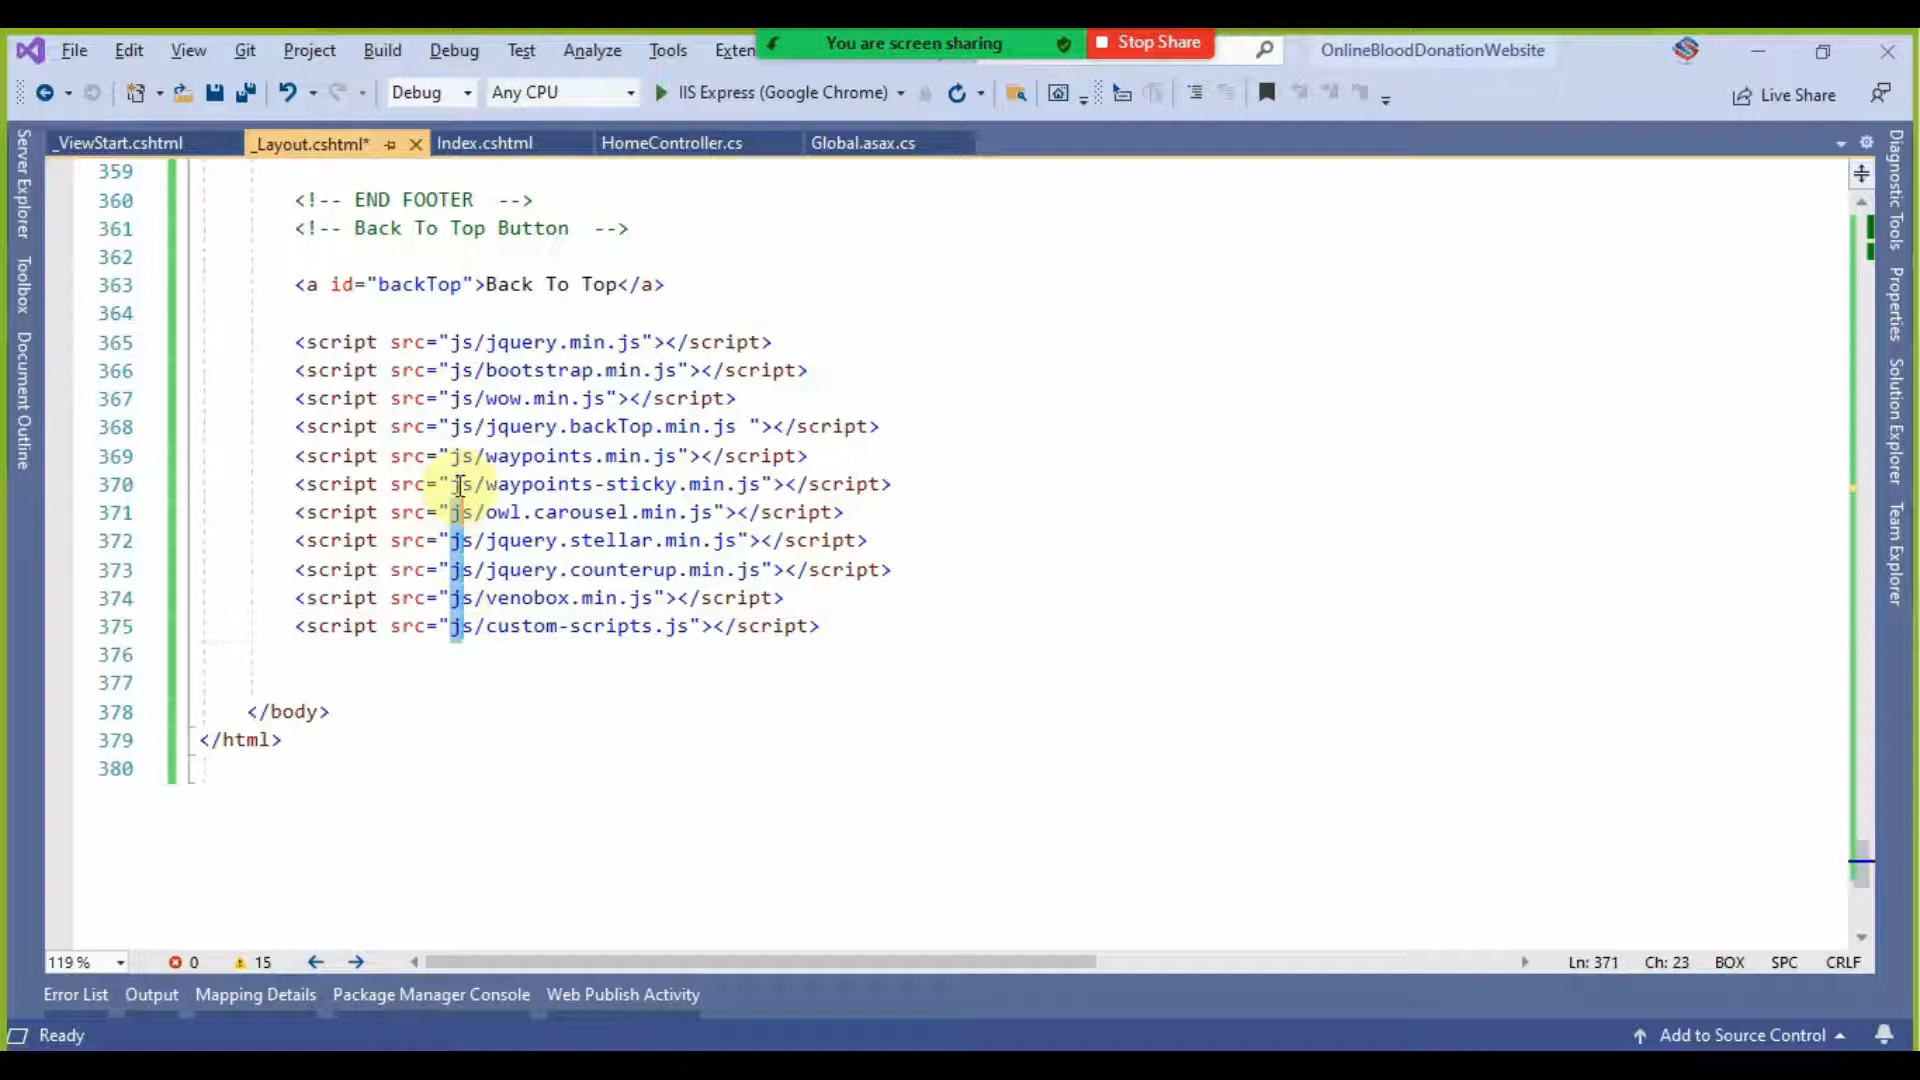 You are screen sharing
Stop Share
File Edit View Git Project Build Debug Test Analyze Tools Exten
OnlineBloodDonationWebsite
Debug Any CPU IIS Express (Google Chrome)
Live Share
_ViewStart.cshtml _Layout.cshtml* Index.cshtml HomeController.cs Global.asax.cs
Server Explorer
Toolbox
Document Outline
359
360 <!-- END FOOTER -->
361 <!-- Back To Top Button -->
362
363 <a id="backTop">Back To Top</a>
364
365 <script src="js/jquery.min.js"></script>
366 <script src="js/bootstrap.min.js"></script>
367 <script src="js/wow.min.js"></script>
368 <script src="js/jquery.backTop.min.js "></script>
369 <script src="js/waypoints.min.js"></script>
370 <script src="js/waypoints-sticky.min.js"></script>
371 <script src="js/owl.carousel.min.js"></script>
372 <script src="js/jquery.stellar.min.js"></script>
373 <script src="js/jquery.counterup.min.js"></script>
374 <script src="js/venobox.min.js"></script>
375 <script src="js/custom-scripts.js"></script>
376
377
378 </body>
379 </html>
380
Diagnostic Tools
Properties
Solution Explorer
Team Explorer
119 % 0 15 Ln: 371 Ch: 23 BOX SPC CRLF
Error List Output Mapping Details Package Manager Console Web Publish Activity
Ready Add to Source Control